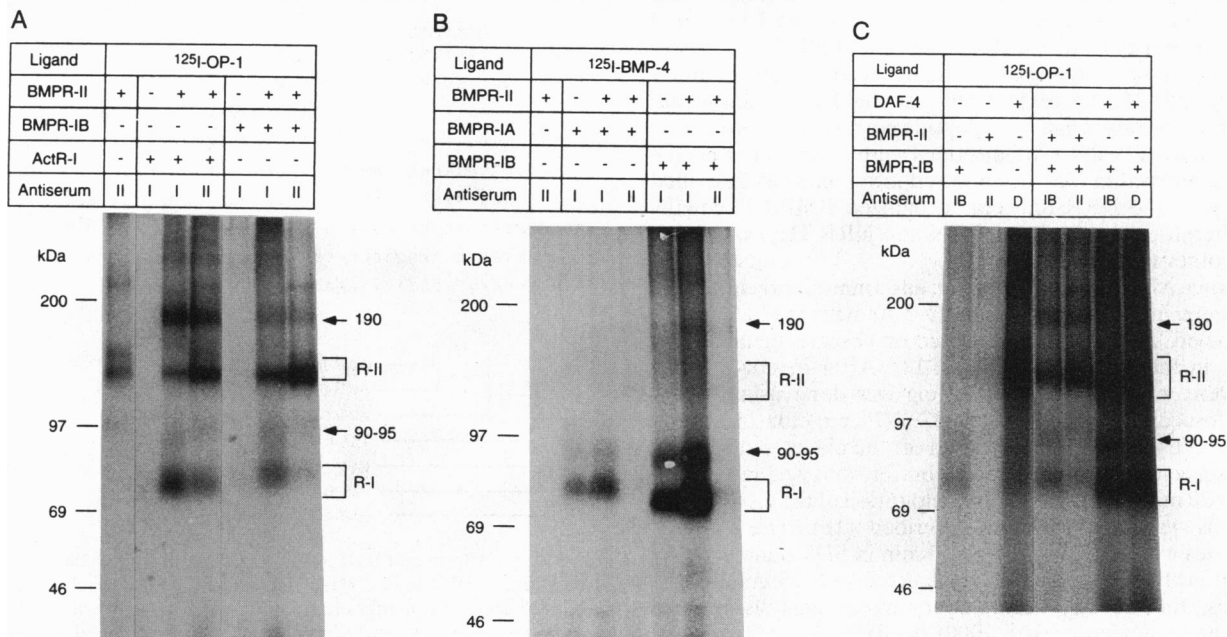 A
Ligand ¹²⁵I-OP-1
BMPR-II + - + + - + +
BMPR-IB - - - - + + +
ActR-I - + + + - - -
Antiserum II I I II I I II
kDa
200
97
69
46
190
R-II
90-95
R-I
B
Ligand ¹²⁵I-BMP-4
BMPR-II + - + + - + +
BMPR-IA - + + + - - -
BMPR-IB - - - - + + +
Antiserum II I II II
kDa
200
97
69
46
190
R-II
90-95
R-I
C
Ligand ¹²⁵I-OP-1
DAF-4 - - + - - + +
BMPR-II - + - + + - -
BMPR-IB + - - + + + +
Antiserum IB II D IB II IB D
kDa
200
97
69
46
190
R-II
90-95
R-I